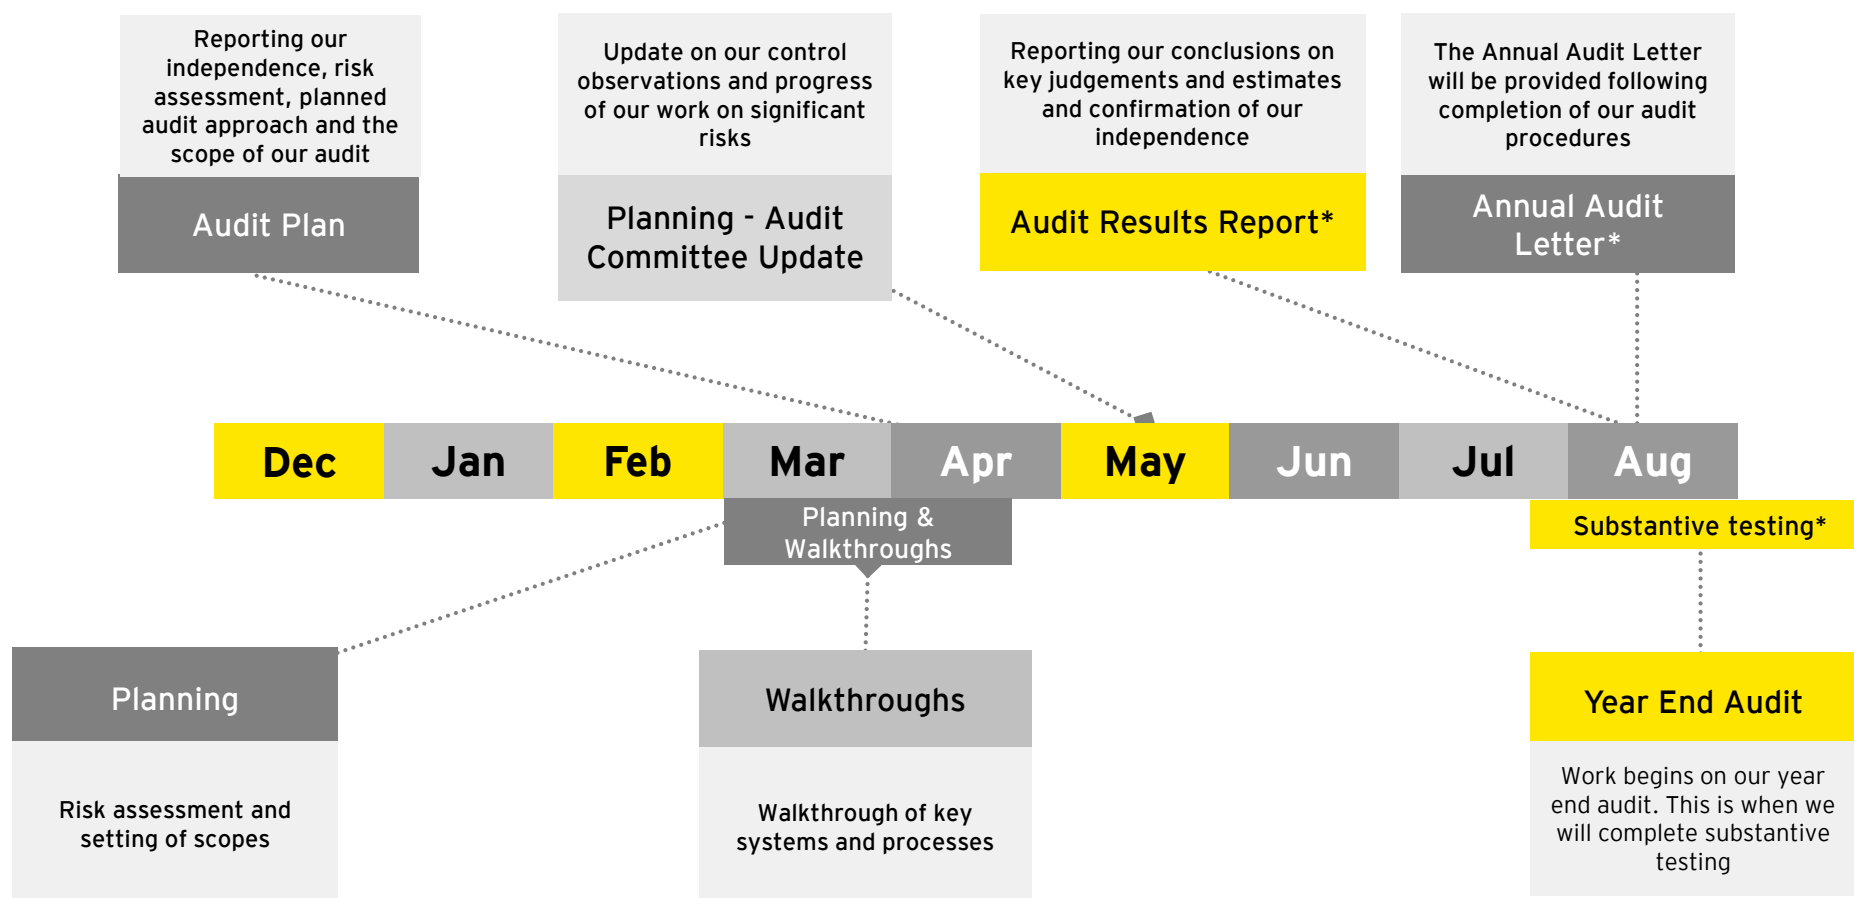 Reporting our
independence, risk
assessment, planned
audit approach and the
scope of our audit
Audit Plan
Update on our control
observations and progress
of our work on significant
risks
Planning - Audit
Committee Update
Reporting our conclusions on
key judgements and estimates
and confirmation of our
independence
Audit Results Report*
The Annual Audit Letter
will be provided following
completion of our audit
procedures
Annual Audit
Letter*
Dec
Jan
Feb
Mar
Apr
May
Jun
Jul
Aug
Planning &
Walkthroughs
Substantive testing*
Planning
Risk assessment and
setting of scopes
Walkthroughs
Walkthrough of key
systems and processes
Year End Audit
Work begins on our year
end audit. This is when we
will complete substantive
testing